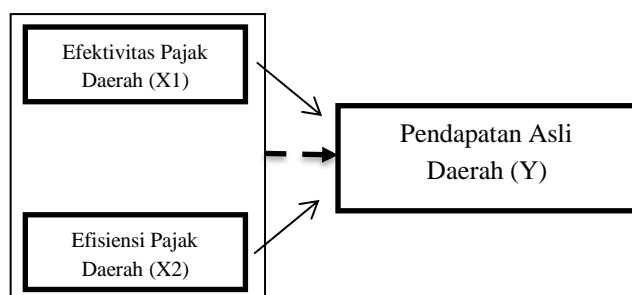 Efektivitas Pajak
Daerah (X1)
Pendapatan Asli
Daerah (Y)
Efisiensi Pajak
Daerah (X2)